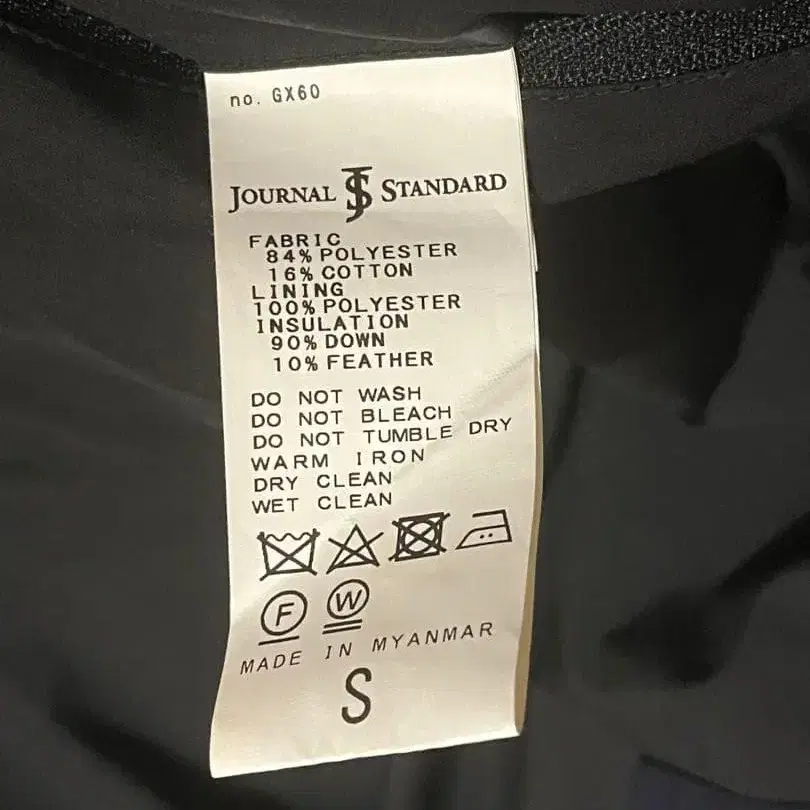 no. GX60
JOURNAL JS STANDARD
FABRIC
84% POLYESTER
16% COTTON
LINING
100% POLYESTER
INSULATION
90% DOWN
10% FEATHER
DO NOT WASH
DO NOT BLEACH
DO NOT TUMBLE DRY
WARM IRON
DRY CLEAN
WET CLEAN
F W
MADE IN MYANMAR
S